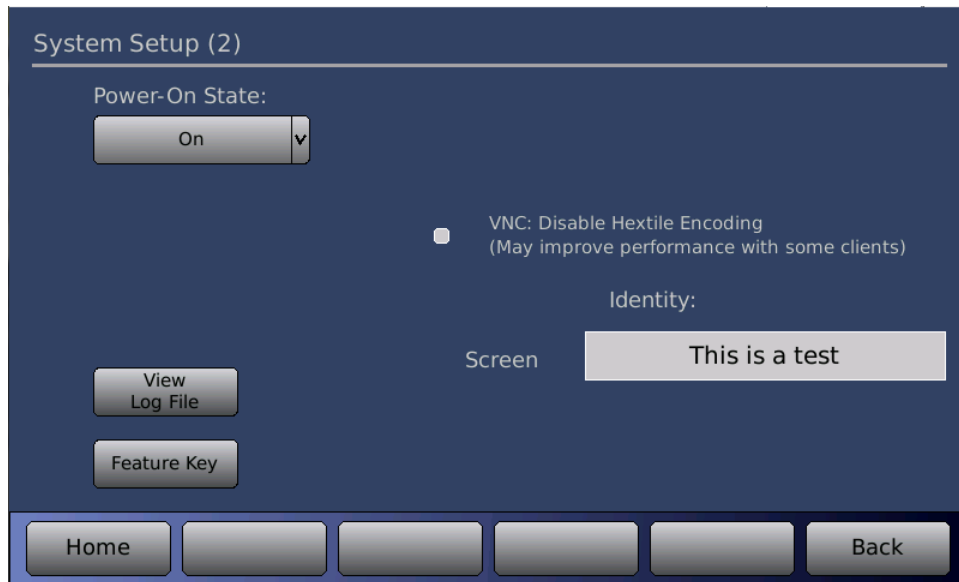 System Setup (2)
Power-On State:
On
VNC: Disable Hextile Encoding
(May improve performance with some clients)
Identity:
Screen
This is a test
View
Log File
Feature Key
Home
Back